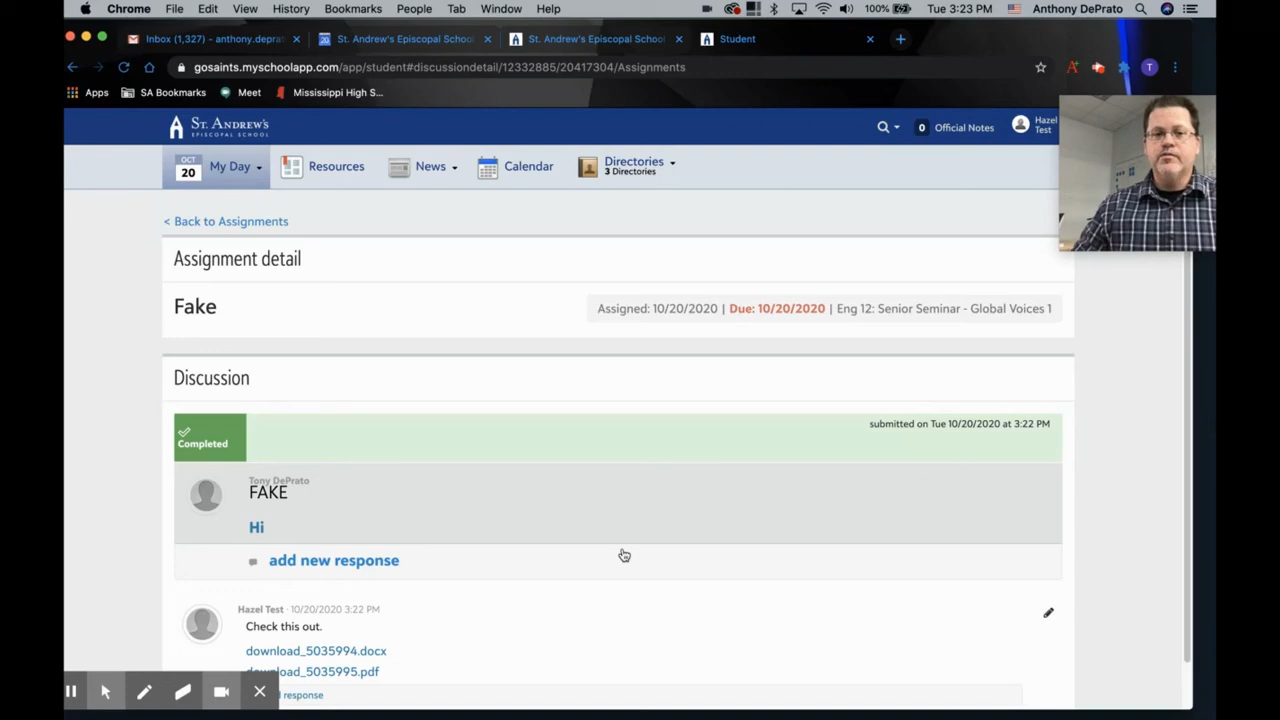 Chrome File Edit View History Bookmarks People Tab Window Help 100% Tue 3:23 PM Anthony DePrato
Inbox (1,327) - anthony.depra St. Andrew's Episcopal School St. Andrew's Episcopal School Student
gosaints.myschoolapp.com/app/student#discussiondetail/12332885/20417304/Assignments T
Apps SA Bookmarks Meet Mississippi High S...
ST. ANDREW'S
EPISCOPAL SCHOOL
0 Official Notes
Hazel
Test
OCT
20
My Day
Resources
News
Calendar
Directories
3 Directories
< Back to Assignments
Assignment detail
Fake
Assigned: 10/20/2020 | Due: 10/20/2020 | Eng 12: Senior Seminar - Global Voices 1
Discussion
Completed
submitted on Tue 10/20/2020 at 3:22 PM
Tony DePrato
FAKE
Hi
add new response
Hazel Test · 10/20/2020 3:22 PM
Check this out.
download_5035994.docx
download_5035995.pdf
response